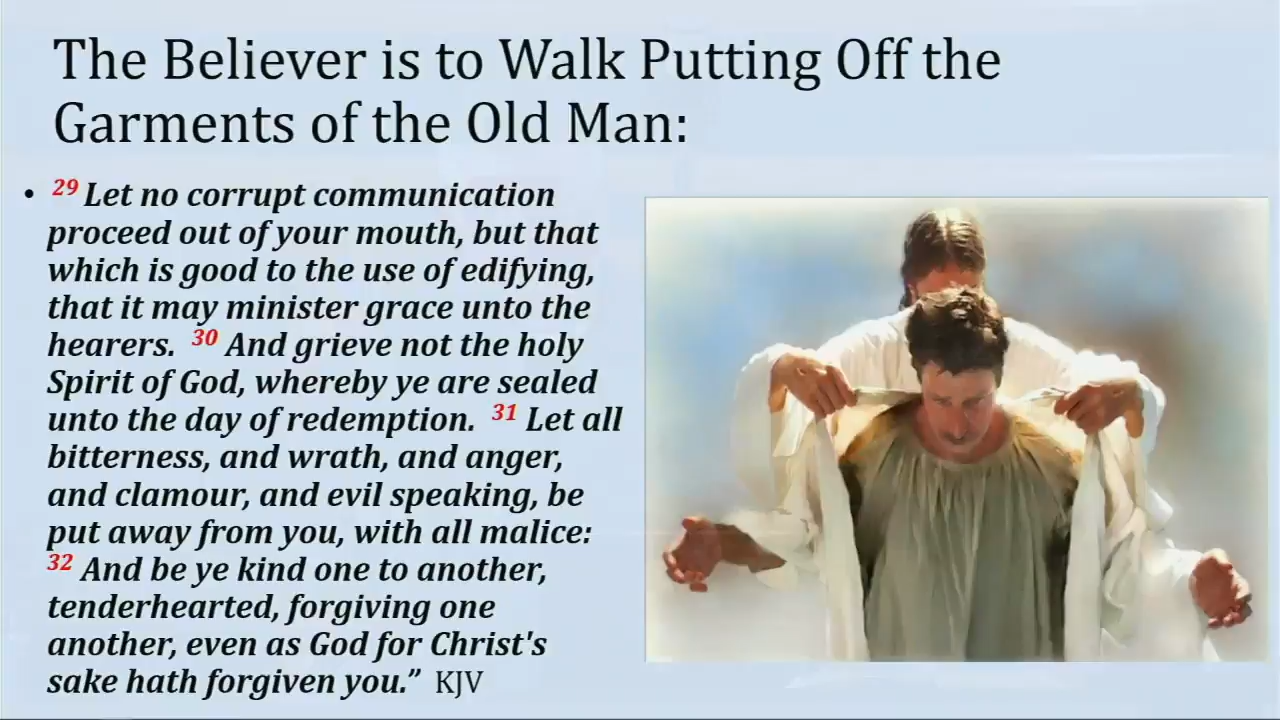 The Believer is to Walk Putting Off the
Garments of the Old Man:
• 29 Let no corrupt communication
proceed out of your mouth, but that
which is good to the use of edifying,
that it may minister grace unto the
hearers. 30 And grieve not the holy
Spirit of God, whereby ye are sealed
unto the day of redemption. 31 Let all
bitterness, and wrath, and anger,
and clamour, and evil speaking, be
put away from you, with all malice:
32 And be ye kind one to another,
tenderhearted, forgiving one
another, even as God for Christ's
sake hath forgiven you.” KJV